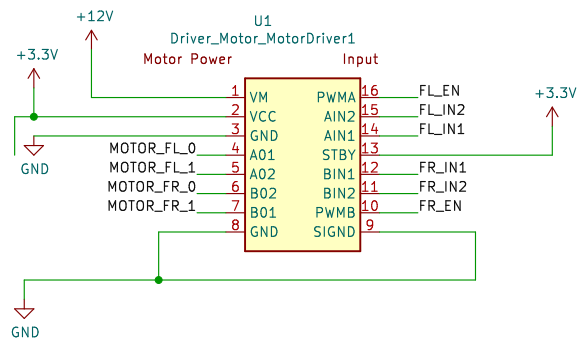 +12V
U1
Driver_Motor_MotorDriver1
+3.3V
Motor Power
Input
+3.3V
1 VM PWMA 16 FL_EN
2 VCC AIN2 15 FL_IN2
3 GND AIN1 14 FL_IN1
MOTOR_FL_0 4 A01 STBY 13
GND
MOTOR_FL_1 5 A02 BIN1 12 FR_IN1
MOTOR_FR_0 6 B02 BIN2 11 FR_IN2
MOTOR_FR_1 7 B01 PWMB 10 FR_EN
8 GND SIGND 9
GND